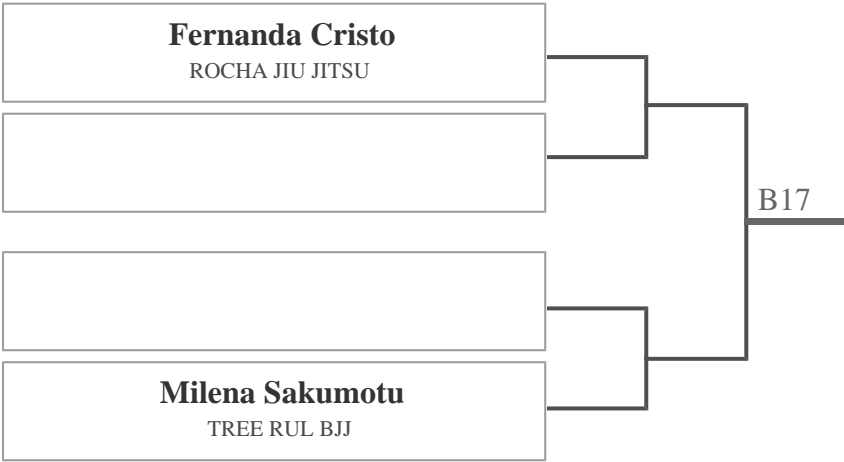 Fernanda Cristo
ROCHA JIU JITSU
B17
Milena Sakumotu
TREE RUL BJJ